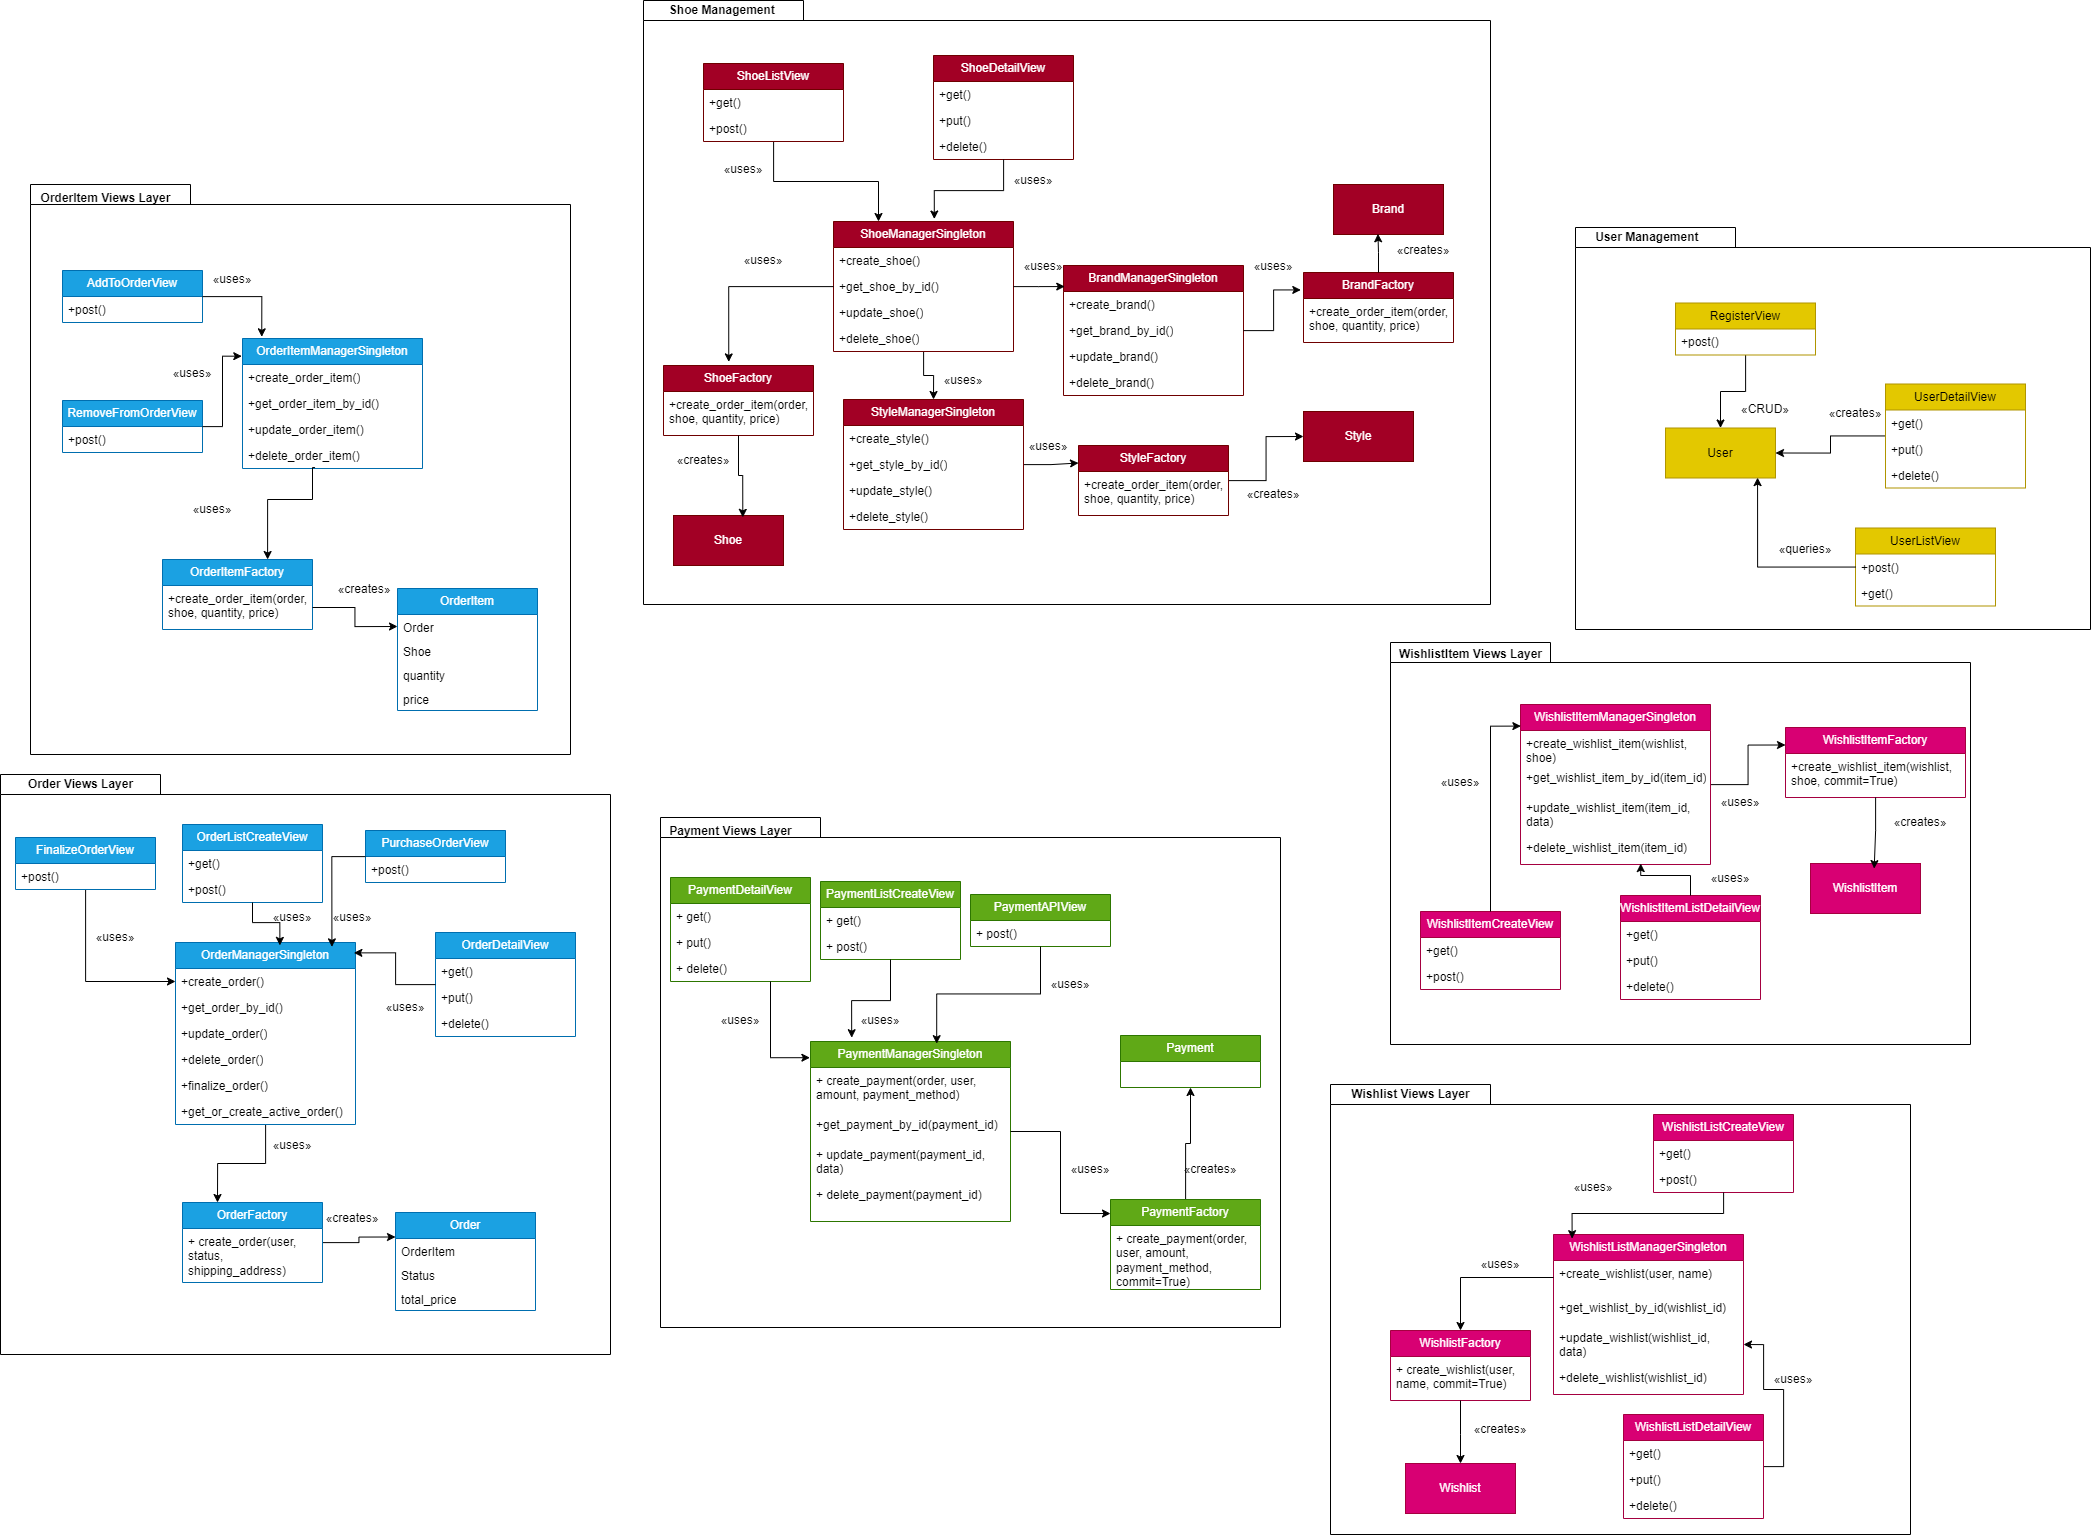 Shoe Management
ShoeListView
+get()
+post()
«uses»
ShoeDetailView
+get()
+put()
+delete()
«uses»
ShoeManagerSingleton
+create_shoe()
+get_shoe_by_id()
+update_shoe()
+delete_shoe()
«uses»
«uses»
«uses»
BrandManagerSingleton
+create_brand()
+get_brand_by_id()
+update_brand()
+delete_brand()
«uses»
Brand
«creates»
BrandFactory
+create_order_item(order,
shoe, quantity, price)
ShoeFactory
+create_order_item(order,
shoe, quantity, price)
«creates»
Shoe
StyleManagerSingleton
+create_style()
+get_style_by_id()
+update_style()
+delete_style()
«uses»
StyleFactory
+create_order_item(order,
shoe, quantity, price)
«creates»
Style
OrderItem Views Layer
AddToOrderView
+post()
«uses»
OrderItemManagerSingleton
+create_order_item()
+get_order_item_by_id()
+update_order_item()
+delete_order_item()
«uses»
RemoveFromOrderView
+post()
«uses»
OrderItemFactory
+create_order_item(order,
shoe, quantity, price)
«creates»
OrderItem
Order
Shoe
quantity
price
User Management
RegisterView
+post()
«CRUD»
User
«creates»
UserDetailView
+get()
+put()
+delete()
«queries»
UserListView
+post()
+get()
WishlistItem Views Layer
WishlistItemManagerSingleton
+create_wishlist_item(wishlist,
shoe)
+get_wishlist_item_by_id(item_id)
+update_wishlist_item(item_id,
data)
+delete_wishlist_item(item_id)
«uses»
«uses»
WishlistItemFactory
+create_wishlist_item(wishlist,
shoe, commit=True)
«creates»
WishlistItem
«uses»
WishlistItemCreateView
+get()
+post()
WishlistItemListDetailView
+get()
+put()
+delete()
Order Views Layer
FinalizeOrderView
+post()
«uses»
OrderListCreateView
+get()
+post()
«uses»
PurchaseOrderView
+post()
«uses»
OrderManagerSingleton
+create_order()
+get_order_by_id()
+update_order()
+delete_order()
+finalize_order()
+get_or_create_active_order()
OrderDetailView
+get()
+put()
+delete()
«uses»
«uses»
OrderFactory
+ create_order(user,
status,
shipping_address)
«creates»
Order
OrderItem
Status
total_price
Payment Views Layer
PaymentDetailView
+ get()
+ put()
+ delete()
«uses»
PaymentListCreateView
+ get()
+ post()
«uses»
PaymentAPIView
+ post()
«uses»
PaymentManagerSingleton
+ create_payment(order, user,
amount, payment_method)
+get_payment_by_id(payment_id)
+ update_payment(payment_id,
data)
+ delete_payment(payment_id)
«uses»
Payment
«creates»
PaymentFactory
+ create_payment(order,
user, amount,
payment_method,
commit=True)
Wishlist Views Layer
WishlistListCreateView
+get()
+post()
«uses»
WishlistListManagerSingleton
+create_wishlist(user, name)
+get_wishlist_by_id(wishlist_id)
+update_wishlist(wishlist_id,
data)
+delete_wishlist(wishlist_id)
«uses»
WishlistFactory
+ create_wishlist(user,
name, commit=True)
«creates»
Wishlist
«uses»
WishlistListDetailView
+get()
+put()
+delete()